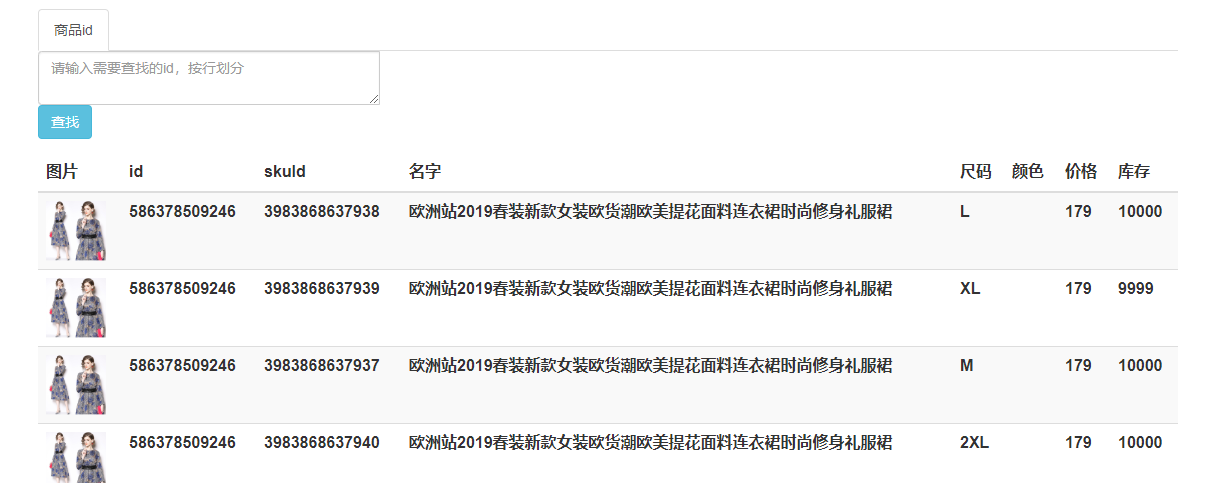 商品id
请输入需要查找的id，按行划分
查找
图片 id skuId 名字 尺码 颜色 价格 库存
586378509246 3983868637938 欧洲站2019春装新款女装欧货潮欧美提花面料连衣裙时尚修身礼服裙 L 179 10000
586378509246 3983868637939 欧洲站2019春装新款女装欧货潮欧美提花面料连衣裙时尚修身礼服裙 XL 179 9999
586378509246 3983868637937 欧洲站2019春装新款女装欧货潮欧美提花面料连衣裙时尚修身礼服裙 M 179 10000
586378509246 3983868637940 欧洲站2019春装新款女装欧货潮欧美提花面料连衣裙时尚修身礼服裙 2XL 179 10000